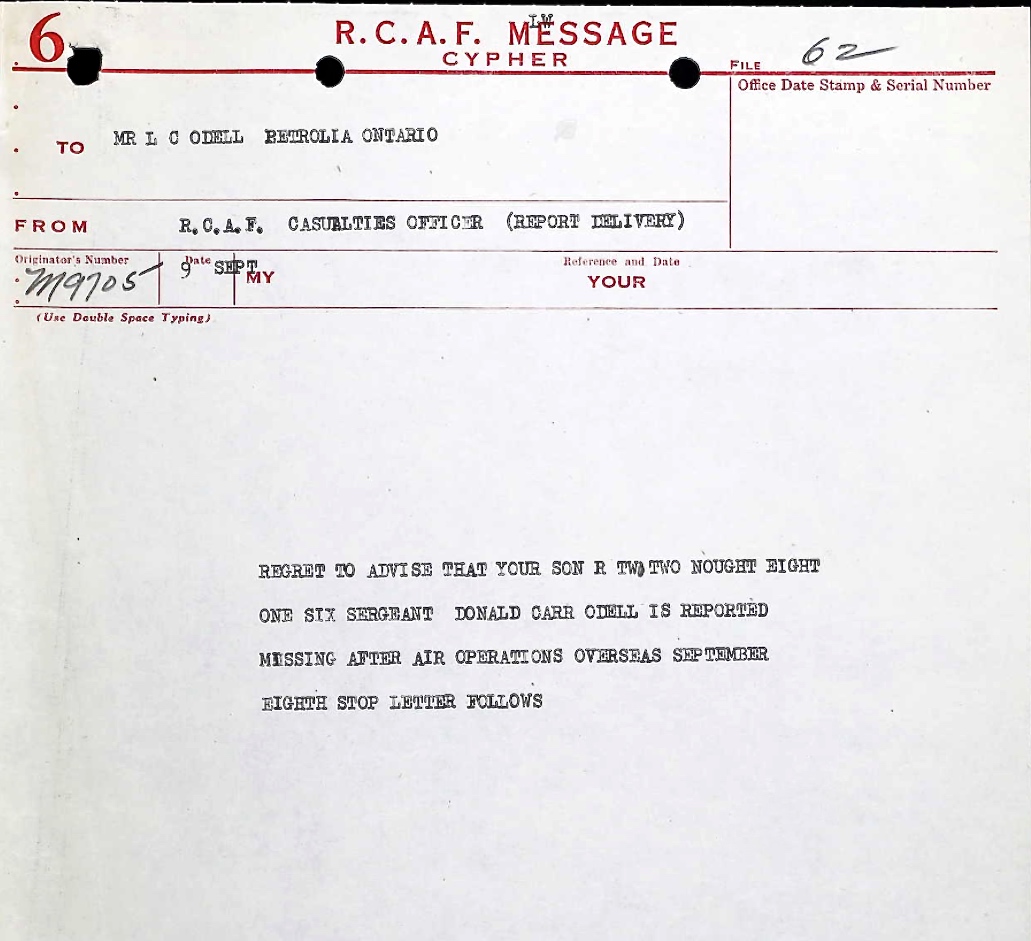 6
LW
R.C.A.F. MESSAGE
CYPHER
FILE 62
Office Date Stamp & Serial Number
TO MR L C ODELL PETROLIA ONTARIO
FROM R.C.A.F. CASUALTIES OFFICER (REPORT DELIVERY)
Originator's Number Date Reference and Date
M9705 9 SEPT MY YOUR
(Use Double Space Typing)
REGRET TO ADVISE THAT YOUR SON R TWO TWO NOUGHT EIGHT
ONE SIX SERGEANT DONALD CARR ODELL IS REPORTED
MISSING AFTER AIR OPERATIONS OVERSEAS SEPTEMBER
EIGHTH STOP LETTER FOLLOWS